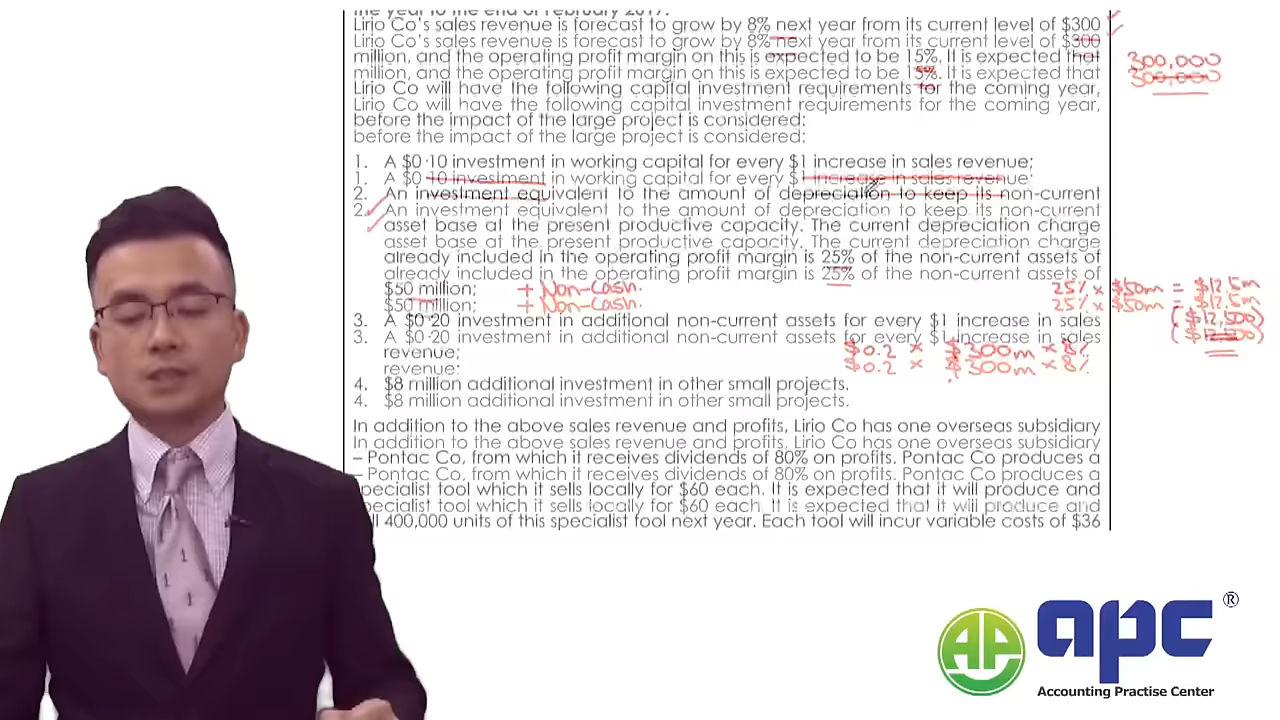 the year to the end of February 2017.
Lirio Co's sales revenue is forecast to grow by 8% next year from its current level of $300
million, and the operating profit margin on this is expected to be 15%. It is expected that
Lirio Co will have the following capital investment requirements for the coming year,
before the impact of the large project is considered:
300,000
1. A $0·10 investment in working capital for every $1 increase in sales revenue;
2. An investment equivalent to the amount of depreciation to keep its non-current
asset base at the present productive capacity. The current depreciation charge
already included in the operating profit margin is 25% of the non-current assets of
$50 million; + Non-Cash. 25% × $50m = $12.5m
($12,500)
3. A $0·20 investment in additional non-current assets for every $1 increase in sales
revenue; $0.2 × $300m × 8%
4. $8 million additional investment in other small projects.
In addition to the above sales revenue and profits, Lirio Co has one overseas subsidiary
– Pontac Co, from which it receives dividends of 80% on profits. Pontac Co produces a
specialist tool which it sells locally for $60 each. It is expected that it will produce and
400,000 units of this specialist tool next year. Each tool will incur variable costs of $36
AP apc ®
Accounting Practise Center